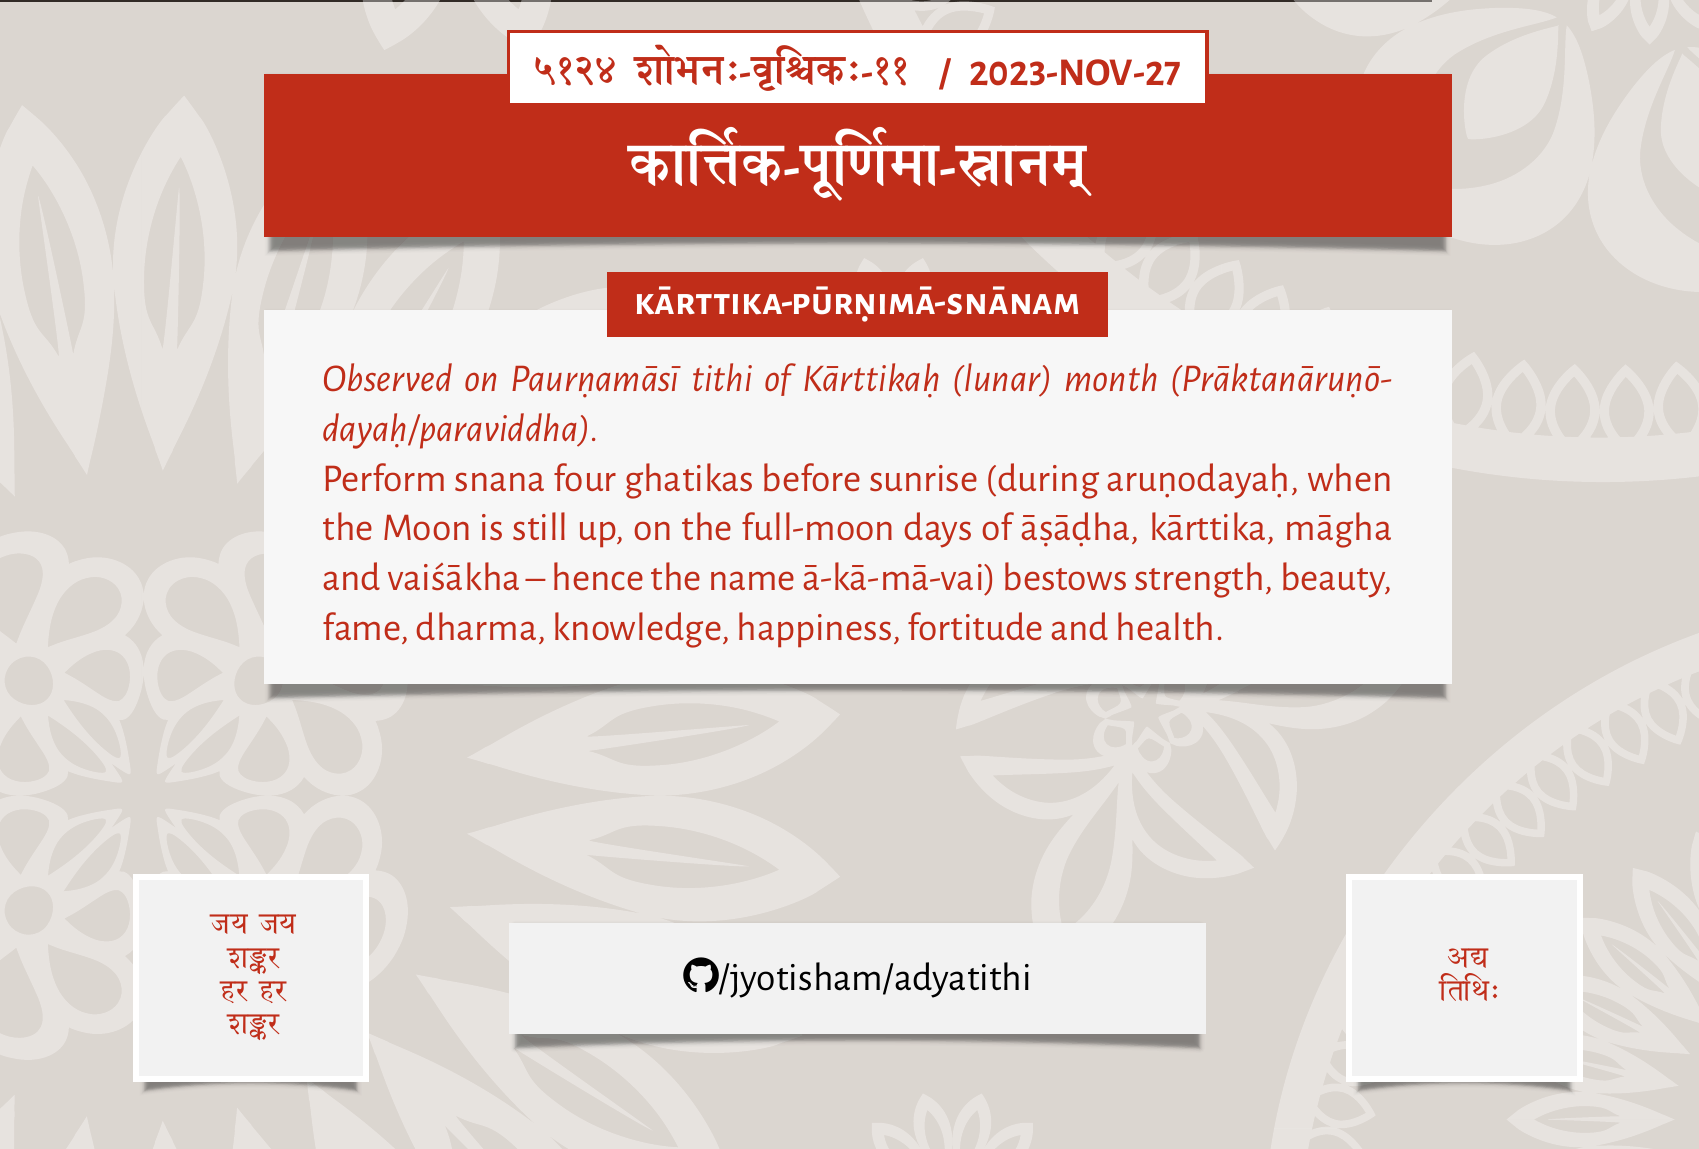 ५१२४ शोभनः-वृश्चिकः-११ / 2023-NOV-27
कार्त्तिक-पूर्णिमा-स्नानम्
KĀRTTIKA-PŪRṆIMĀ-SNĀNAM
Observed on Paurṇamāsī tithi of Kārttikaḥ (lunar) month (Prāktanāruṇō-
dayaḥ/paraviddha).
Perform snana four ghatikas before sunrise (during aruṇodayaḥ, when
the Moon is still up, on the full-moon days of āṣāḍha, kārttika, māgha
and vaiśākha – hence the name ā-kā-mā-vai) bestows strength, beauty,
fame, dharma, knowledge, happiness, fortitude and health.
जय जय
शङ्कर
हर हर
शङ्कर
/jyotisham/adyatithi
अद्य
तिथिः